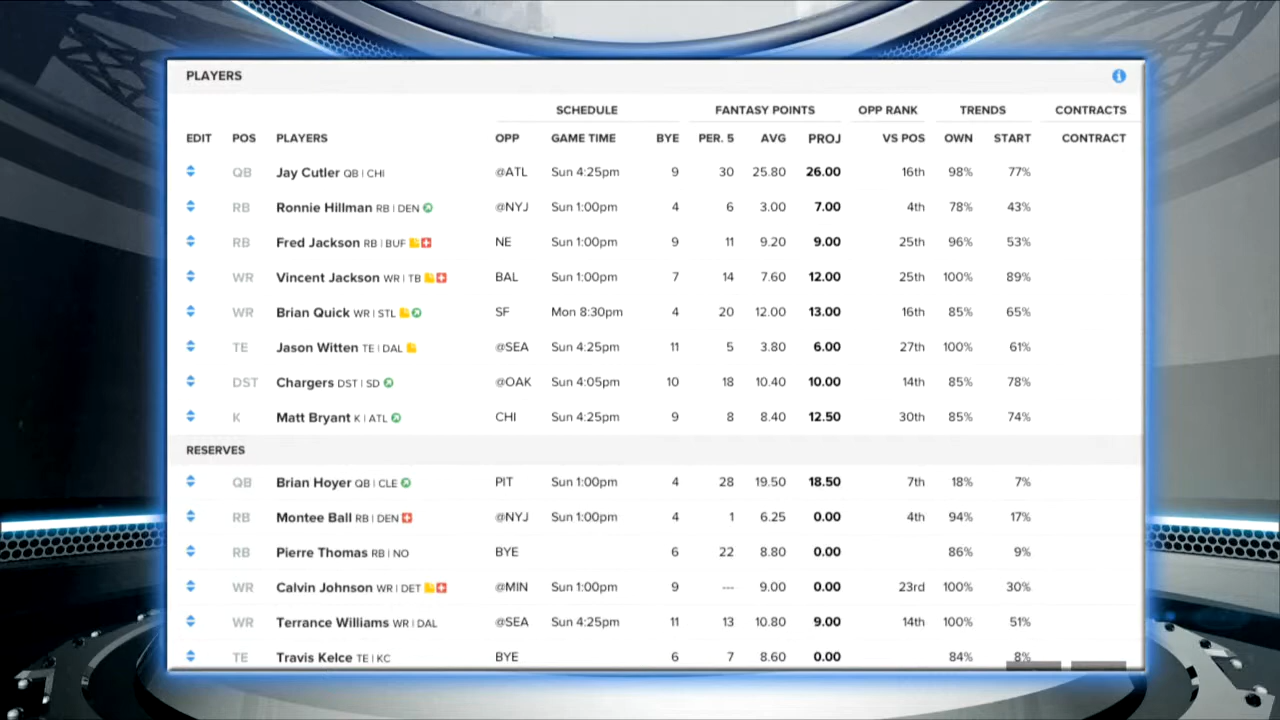 PLAYERS
SCHEDULE FANTASY POINTS OPP RANK TRENDS CONTRACTS
EDIT POS PLAYERS OPP GAME TIME BYE PER. 5 AVG PROJ VS POS OWN START CONTRACT
QB Jay Cutler QB | CHI @ATL Sun 4:25pm 9 30 25.80 26.00 16th 98% 77%
RB Ronnie Hillman RB | DEN @NYJ Sun 1:00pm 4 6 3.00 7.00 4th 78% 43%
RB Fred Jackson RB | BUF NE Sun 1:00pm 9 11 9.20 9.00 25th 96% 53%
WR Vincent Jackson WR | TB BAL Sun 1:00pm 7 14 7.60 12.00 25th 100% 89%
WR Brian Quick WR | STL SF Mon 8:30pm 4 20 12.00 13.00 16th 85% 65%
TE Jason Witten TE | DAL @SEA Sun 4:25pm 11 5 3.80 6.00 27th 100% 61%
DST Chargers DST | SD @OAK Sun 4:05pm 10 18 10.40 10.00 14th 85% 78%
K Matt Bryant K | ATL CHI Sun 4:25pm 9 8 8.40 12.50 30th 85% 74%
RESERVES
QB Brian Hoyer QB | CLE PIT Sun 1:00pm 4 28 19.50 18.50 7th 18% 7%
RB Montee Ball RB | DEN @NYJ Sun 1:00pm 4 1 6.25 0.00 4th 94% 17%
RB Pierre Thomas RB | NO BYE 6 22 8.80 0.00 86% 9%
WR Calvin Johnson WR | DET @MIN Sun 1:00pm 9 --- 9.00 0.00 23rd 100% 30%
WR Terrance Williams WR | DAL @SEA Sun 4:25pm 11 13 10.80 9.00 14th 100% 51%
TE Travis Kelce TE | KC BYE 6 7 8.60 0.00 84% 8%